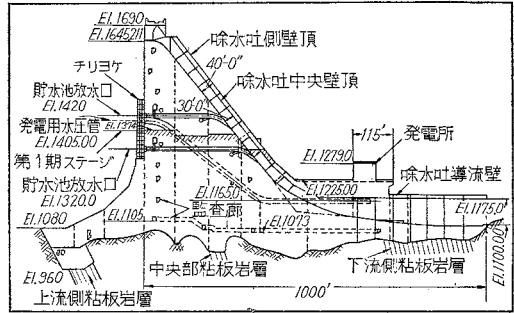 El.1690
El.1645.211
チリヨケ
貯水池放水口
El.1420
発電用水圧管
El.1405.00
第1期ステージ
貯水池放水口
El.1320.0
El.1080
El.960
上流側粘板岩層
余水吐側壁頂
40'-0"
余水吐中央壁頂
30'-0"
115'
発電所
El.1279.0
余水吐導流壁
El.1225.00
El.1165.0
El.1175.0
El.1105
監査廊
El.1073
El.1100.00
中央部粘板岩層
下流側粘板岩層
1000'